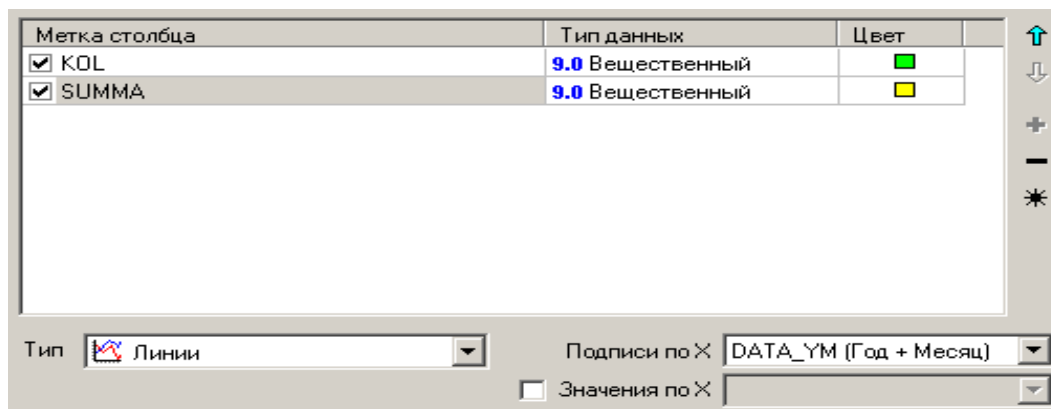 Метка столбца Тип данных Цвет
KOL 9.0 Вещественный
SUMMA 9.0 Вещественный
Тип Линии Подписи по X DATA_YM (Год + Месяц)
Значения по X